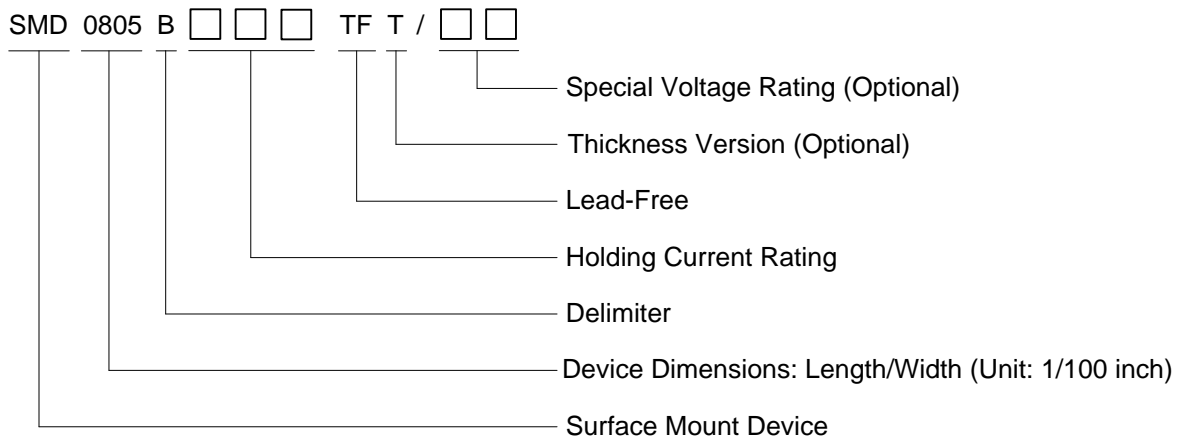 SMD 0805 B □ □ □ TF T / □ □
Special Voltage Rating (Optional)
Thickness Version (Optional)
Lead-Free
Holding Current Rating
Delimiter
Device Dimensions: Length/Width (Unit: 1/100 inch)
Surface Mount Device